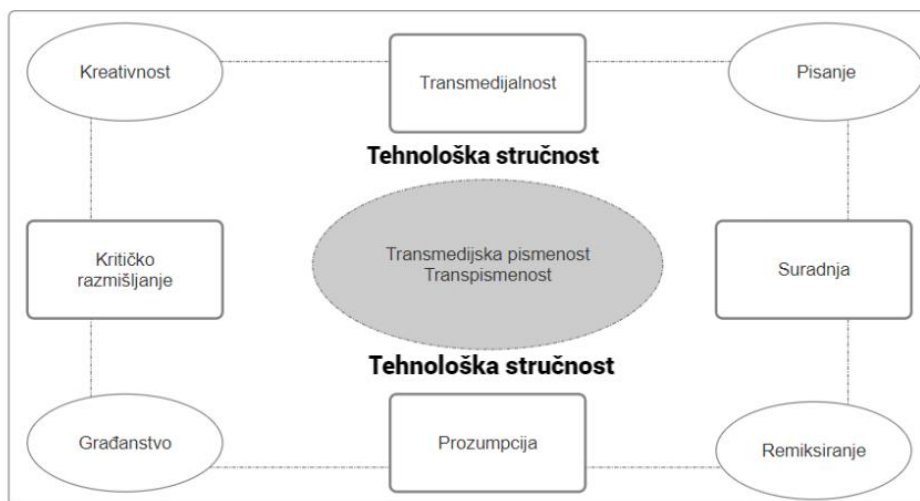 Kreativnost
Transmedijalnost
Pisanje
Tehnološka stručnost
Transmedijska pismenost
Transpismenost
Kritičko
razmišljanje
Suradnja
Tehnološka stručnost
Građanstvo
Prozumpcija
Remiksiranje